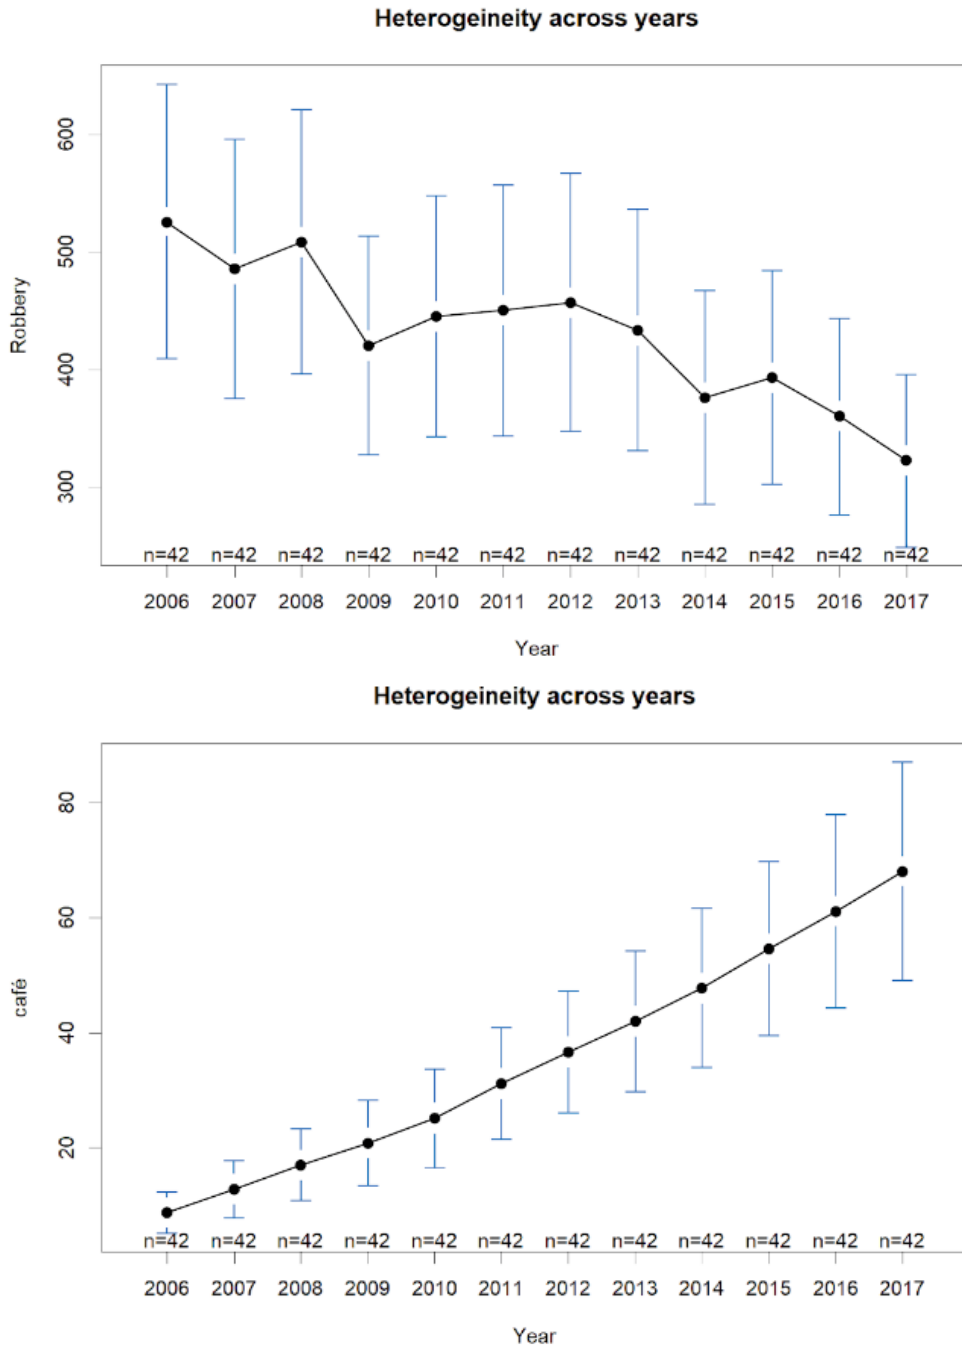 Heterogeineity across years
Robbery
600
500
400
300
n=42 n=42 n=42 n=42 n=42 n=42 n=42 n=42 n=42 n=42 n=42 n=42
2006 2007 2008 2009 2010 2011 2012 2013 2014 2015 2016 2017
Year
Heterogeineity across years
café
80
60
40
20
n=42 n=42 n=42 n=42 n=42 n=42 n=42 n=42 n=42 n=42 n=42 n=42
2006 2007 2008 2009 2010 2011 2012 2013 2014 2015 2016 2017
Year